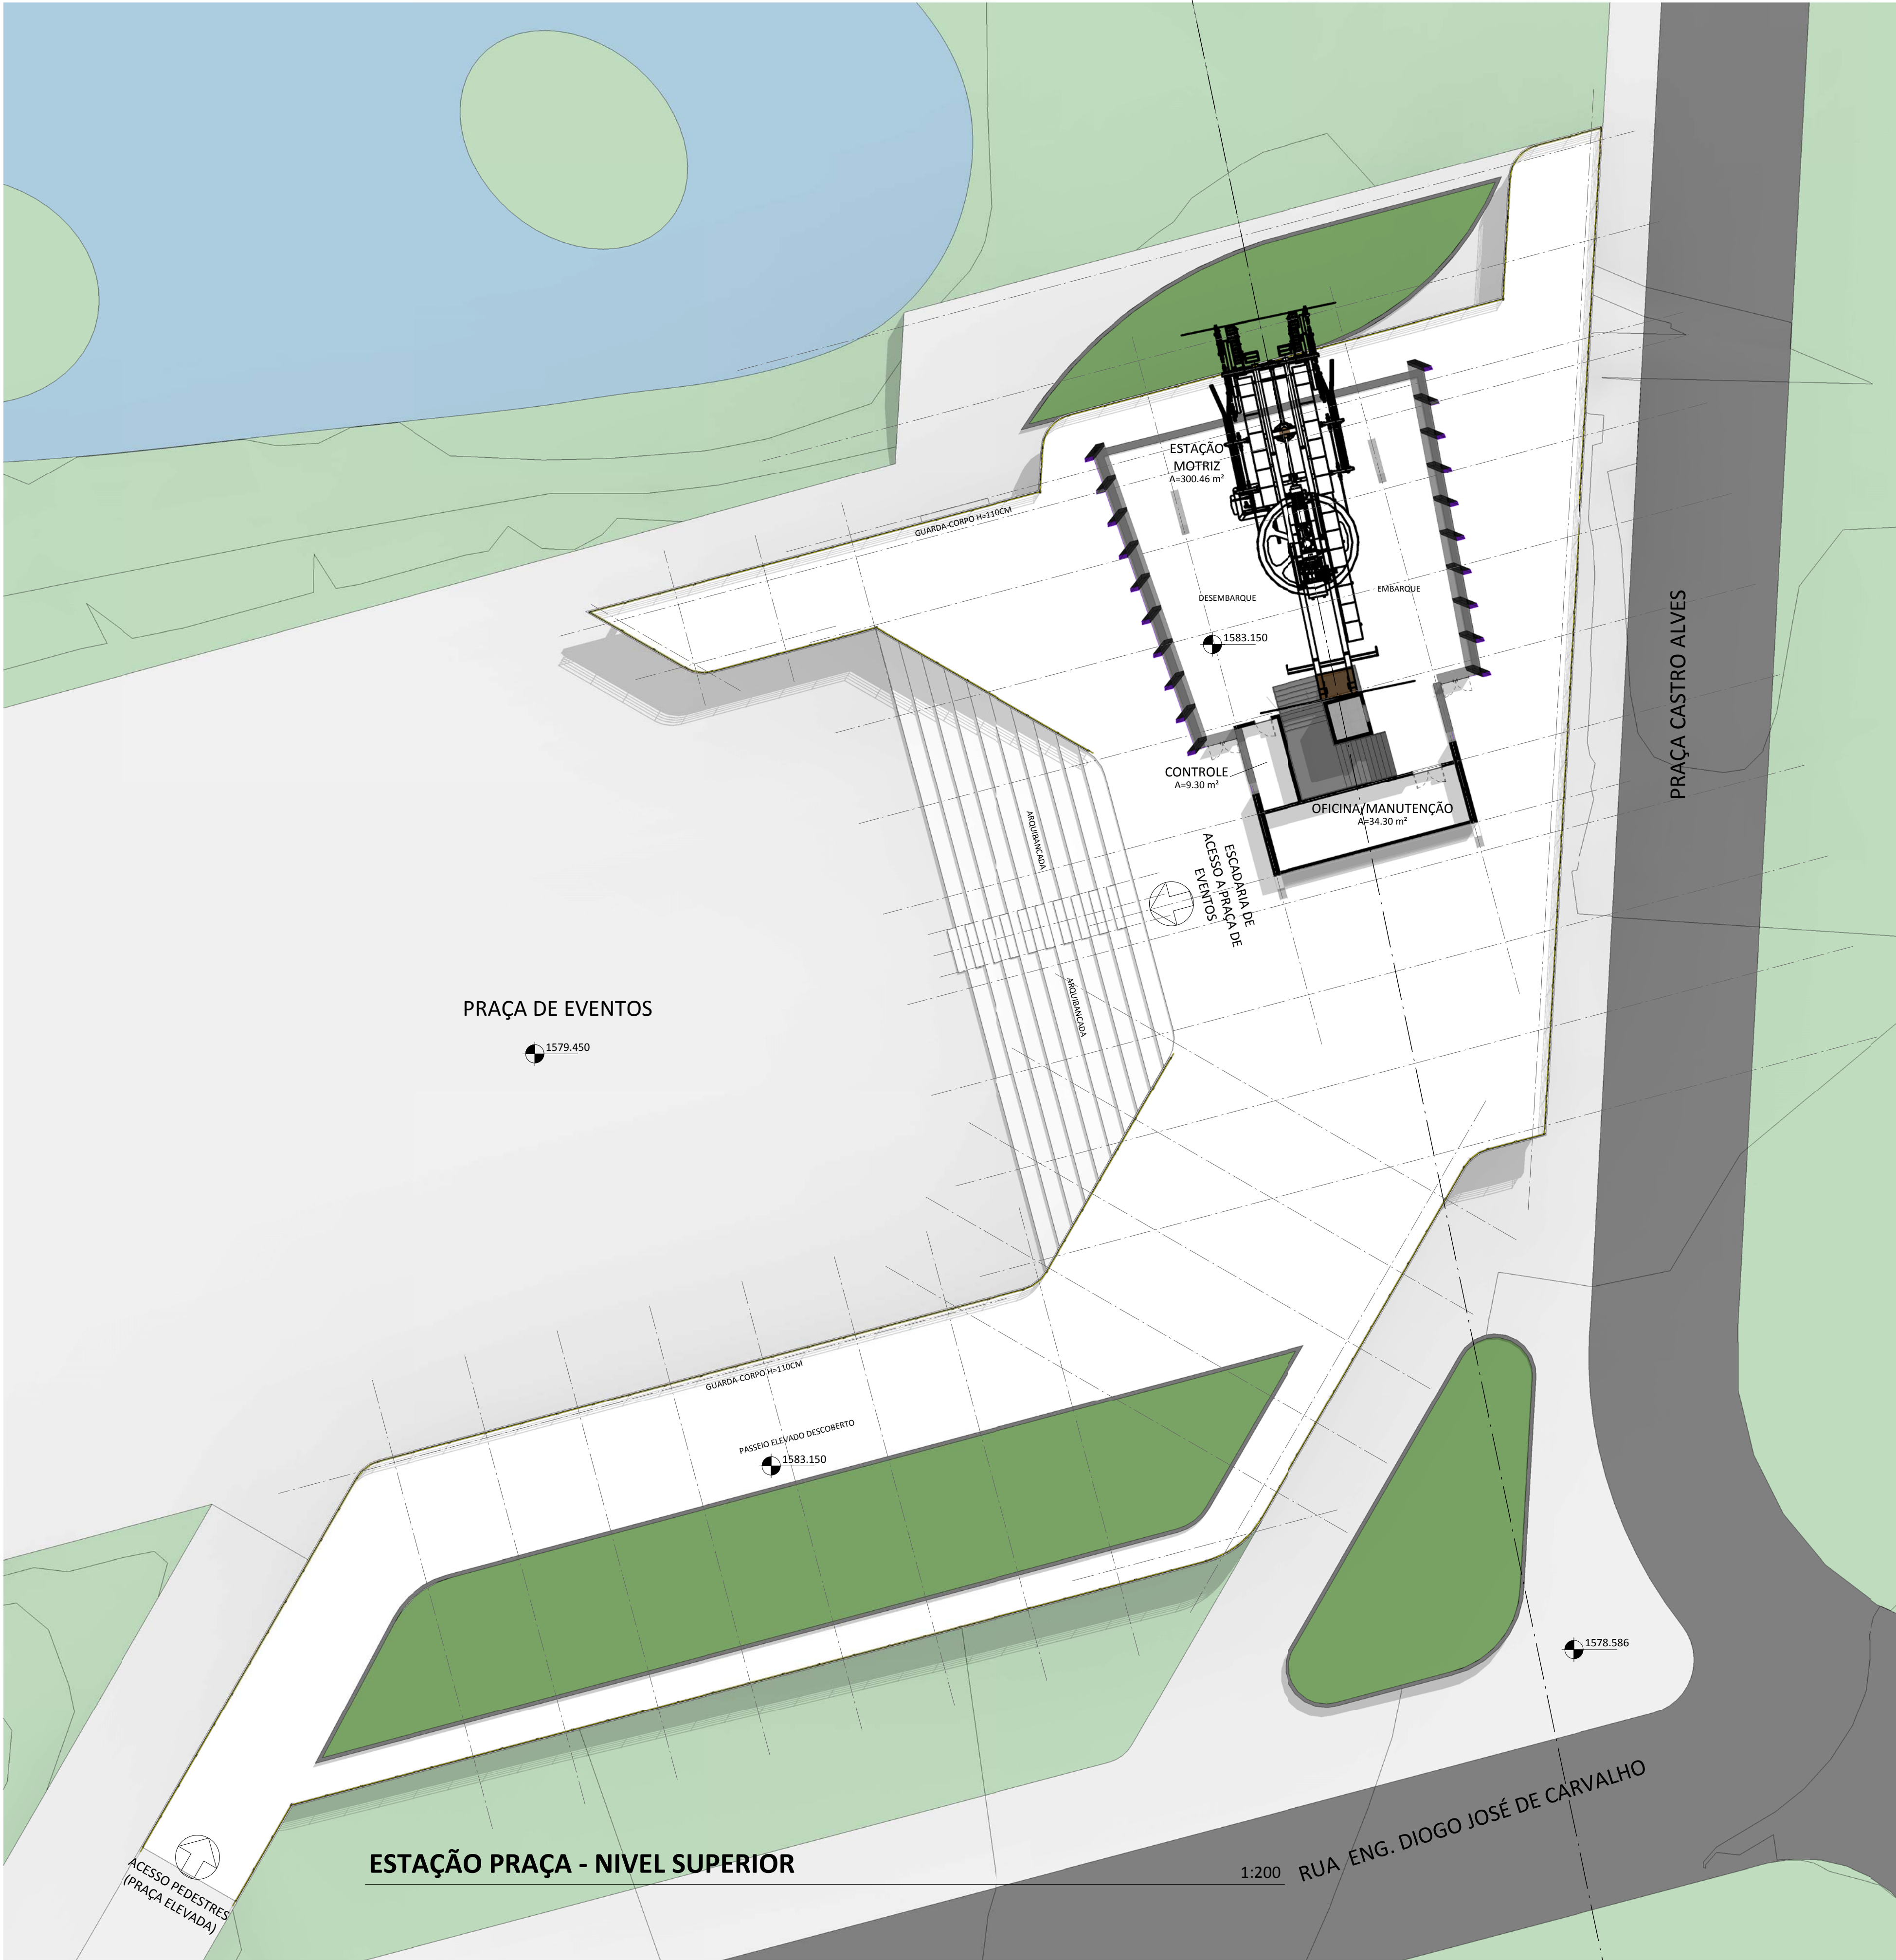 ESTAÇÃO
MOTRIZ
A=300.46 m²
GUARDA-CORPO H=110CM
DESEMBARQUE
EMBARQUE
1583.150
PRAÇA CASTRO ALVES
CONTROLE
A=9.30 m²
OFICINA/MANUTENÇÃO
A=34.30 m²
ARQUIBANCADA
ESCADARIA DE
ACESSO A PRAÇA DE
EVENTOS
ARQUIBANCADA
PRAÇA DE EVENTOS
1579.450
GUARDA-CORPO H=110CM
PASSEIO ELEVADO DESCOBERTO
1583.150
1578.586
RUA ENG. DIOGO JOSÉ DE CARVALHO
ESTAÇÃO PRAÇA - NIVEL SUPERIOR
1:200
ACESSO PEDESTRES
(PRAÇA ELEVADA)